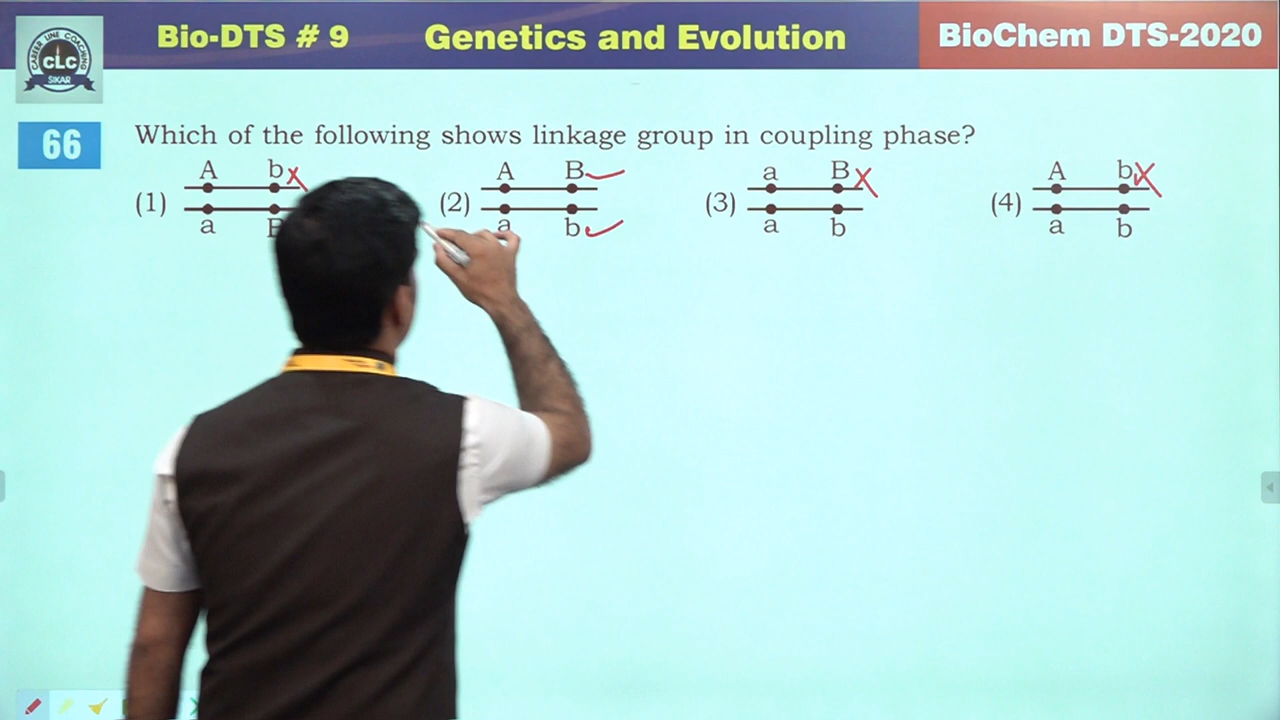 Bio-DTS # 9 Genetics and Evolution BioChem DTS-2020
CAREER LINE COACHING
CLC
SIKAR
66 Which of the following shows linkage group in coupling phase?
A b A B a B A b
(1) (2) (3) (4)
a a b a b a b